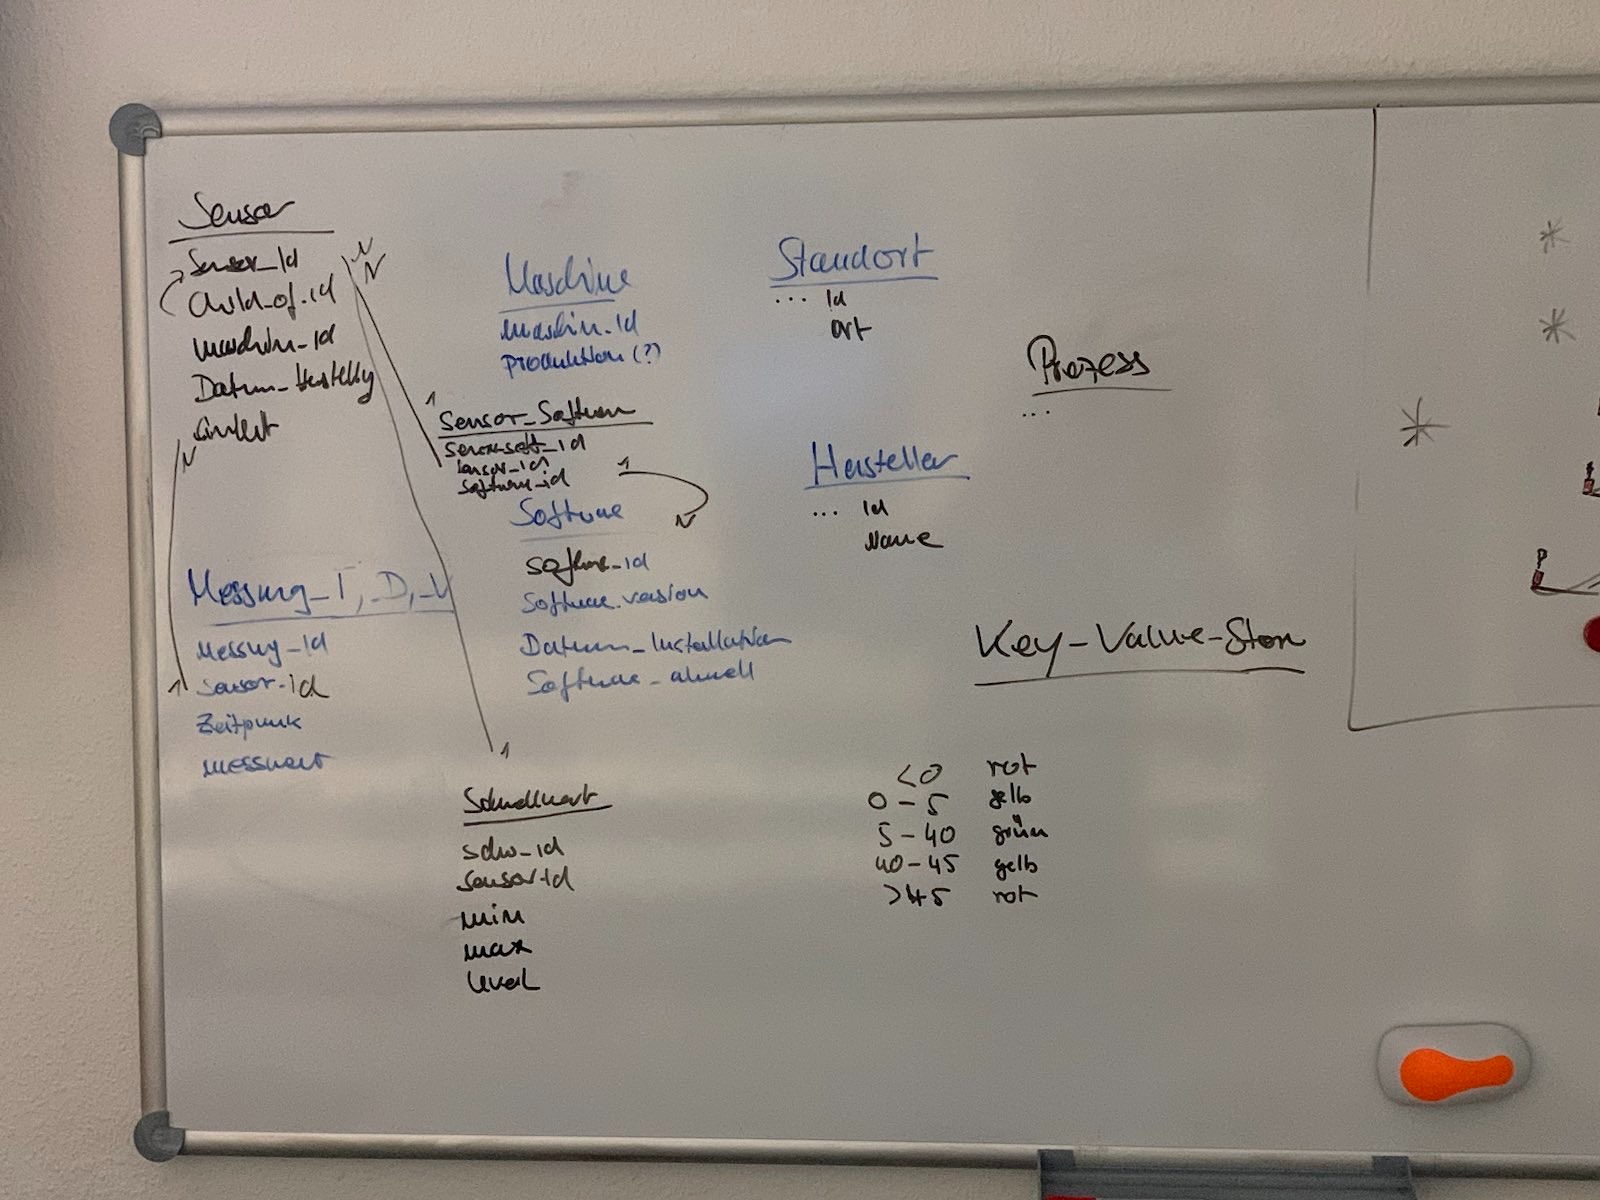 Sensor
Sensor_Id
Child_of_id
maschin_id
Datum_Herstellg
Einheit
N
N
Maschine
maschin_Id
Produktion (?)
Standort
... Id
Ort
Prozess
...
1
Sensor_Software
sensorsoft_id
sensor_id
software_id
1
N
Software
software_id
Software_version
Datum_Installation
Software_aktuell
Hersteller
... Id
Name
N
Messung_T,_D,_V
Messung_id
1
sensor_id
Zeitpunk
messwert
Key-Value-Store
1
Schwellwert
schw_id
sensor_id
min
max
level
<0 rot
0 - 5 gelb
5 - 40 grün
40 - 45 gelb
>45 rot
P